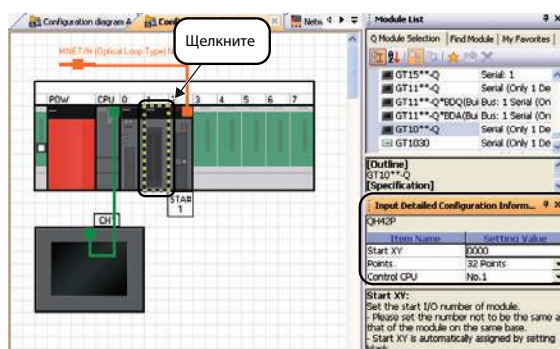 Configuration diagram A
Confi
Netw
Щелкните
MNET/H (Optical Loop Type) N
POW CPU 0 1 3 4 5 6 7
STA#
1
CH1
Module List
Q Module Selection Find Module My Favorites
GT15**-Q Serial: 1
GT11**-Q Serial (Only 1 De
GT11**-Q*BDQ(Bui Bus: 1 Serial (On
GT11**-Q*BDA(Bui Bus: 1 Serial (On
GT10**-Q Serial (Only 1 De
GT1030 Serial (Only 1 De
[Outline]
GT10**-Q
[Specification]
Input Detailed Configuration Inform...
QH42P
Item Name Setting Value
Start XY 0000
Points 32 Points
Control CPU No.1
Start XY:
Set the start I/O number of module.
- Please set the number not to be the same a
that of the module on the same base.
- Start XY is automatically assigned by setting
blank.